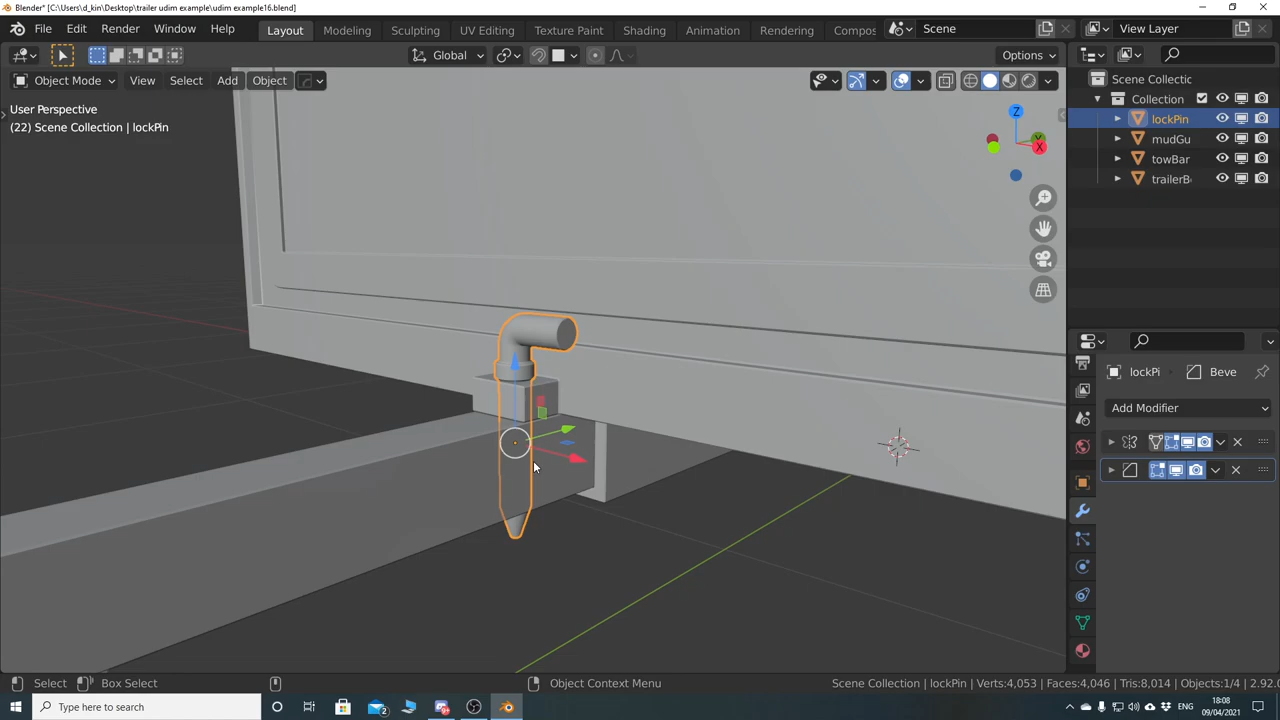 Blender* [C:\Users\d_kin\Desktop\trailer udim example\udim example16.blend]
File Edit Render Window Help Layout Modeling Sculpting UV Editing Texture Paint Shading Animation Rendering Compos Scene View Layer
Global Options
Object Mode View Select Add Object
User Perspective
(22) Scene Collection | lockPin
Z
Y
X
Scene Collectic
Collection
lockPin
mudGu
towBar
trailerB
lockPi Beve
Add Modifier
Select Box Select Object Context Menu Scene Collection | lockPin Verts:4,053 Faces:4,046 Tris:8,014 Objects:1/4 2.92.0
Type here to search
ENG
18:08
09/04/2021